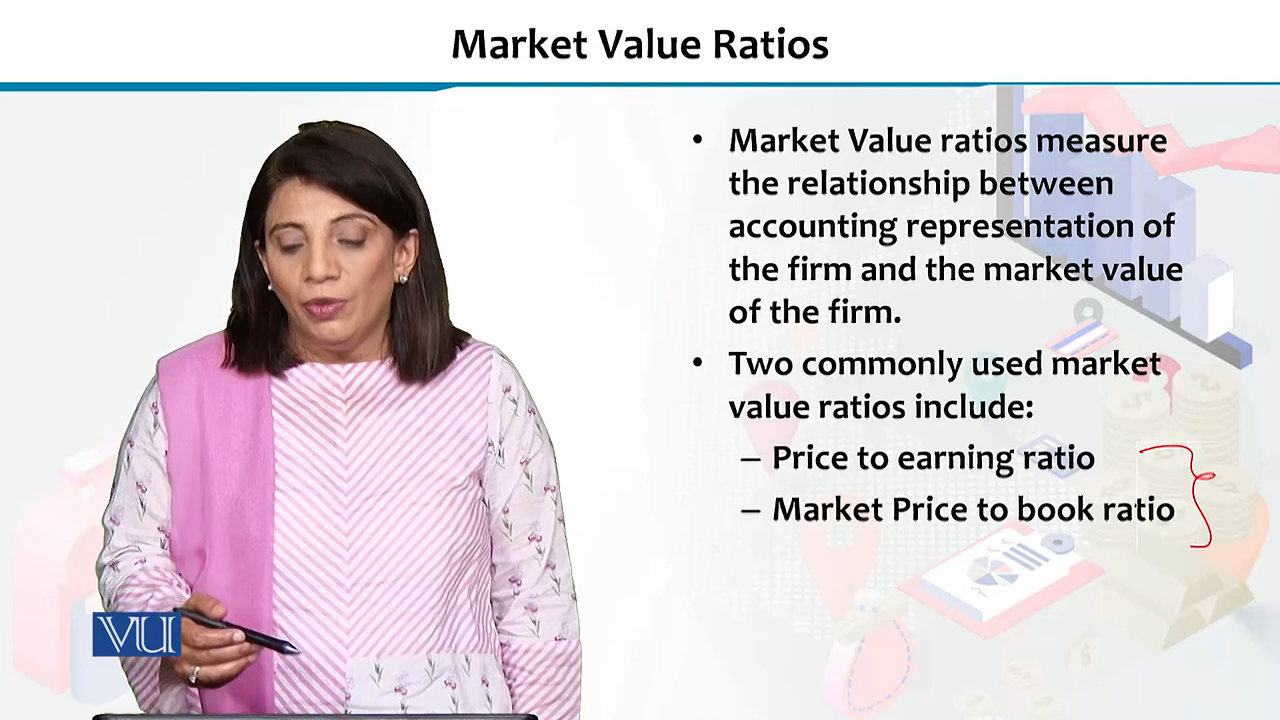 Market Value Ratios
• Market Value ratios measure
the relationship between
accounting representation of
the firm and the market value
of the firm.
• Two commonly used market
value ratios include:
– Price to earning ratio
– Market Price to book ratio
VU